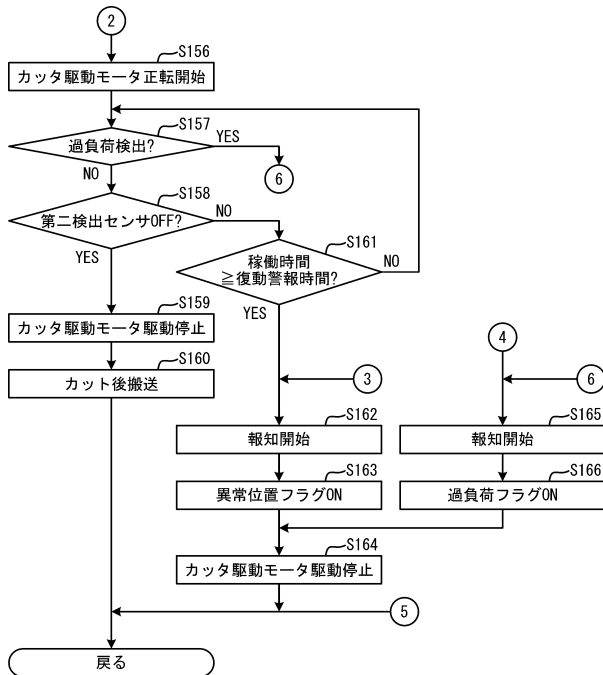 2
S156
カッタ駆動モータ正転開始
S157
過負荷検出?
YES
6
NO
S158
第二検出センサOFF?
NO
YES
S161
稼働時間
≧復動警報時間?
NO
YES
S159
カッタ駆動モータ駆動停止
S160
カット後搬送
3
4
6
S162
報知開始
S163
異常位置フラグON
S165
報知開始
S166
過負荷フラグON
S164
カッタ駆動モータ駆動停止
5
戻る